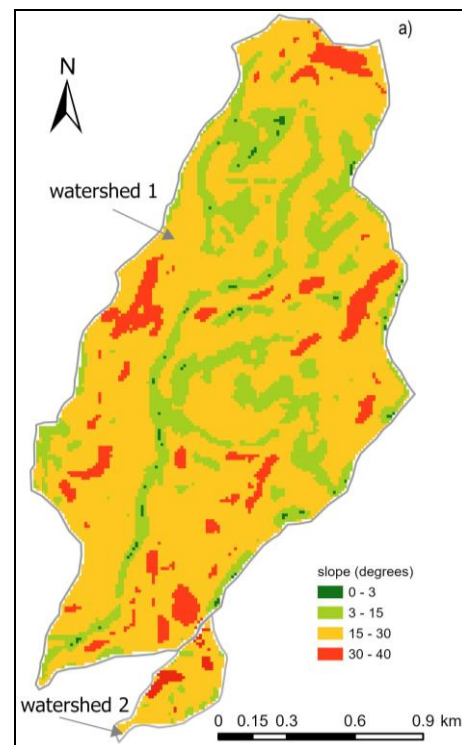 a)
N
watershed 1
slope (degrees)
0 - 3
3 - 15
15 - 30
30 - 40
watershed 2
0 0.15 0.3 0.6 0.9 km